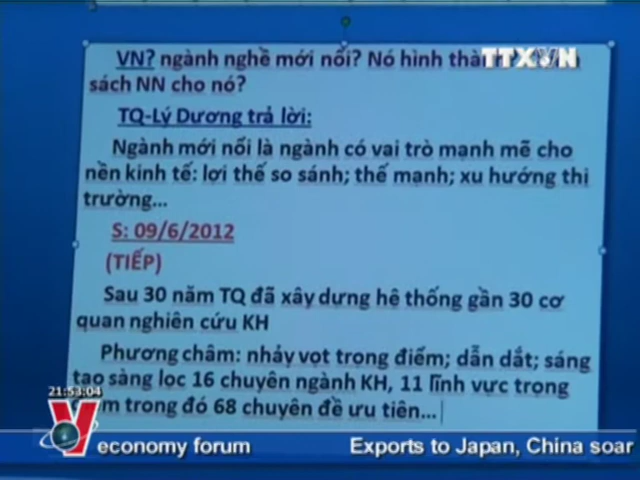 TTXVN
VN? ngành nghề mới nổi? Nó hình
sách NN cho nó?
TQ-Lý Dương trả lời:
Ngành mới nổi là ngành có vai trò mạnh mẽ cho
nền kinh tế: lợi thế so sánh; thế mạnh; xu hướng thị
trường...
S: 09/6/2012
(TIẾP)
Sau 30 năm TQ đã xây dựng hệ thống gần 30 cơ
quan nghiên cứu KH
Phương châm: nhảy vọt trọng điểm; dẫn dắt; sáng
tạo sàng lọc 16 chuyên ngành KH, 11 lĩnh vực trọng
trong đó 68 chuyên đề ưu tiên...
21:53:04
V
economy forum Exports to Japan, China soar